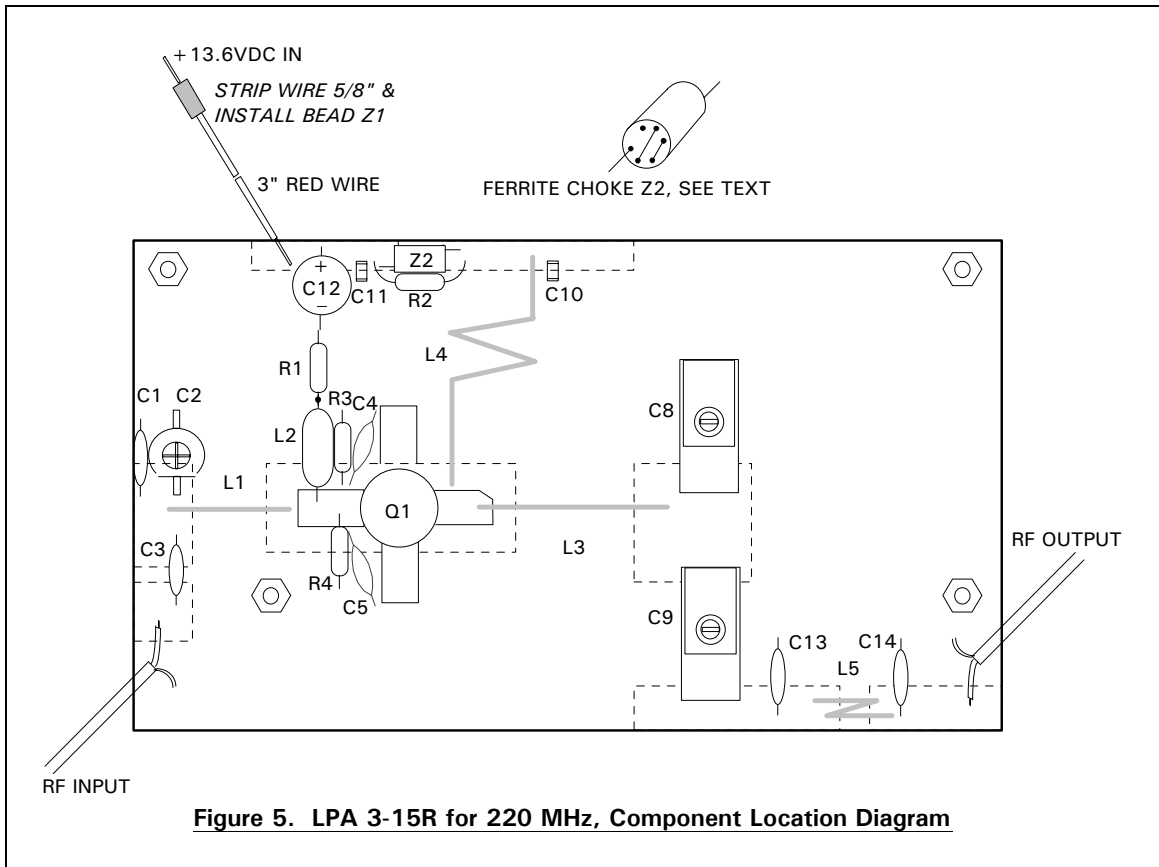 +13.6VDC IN
STRIP WIRE 5/8" &
INSTALL BEAD Z1
3" RED WIRE
FERRITE CHOKE Z2, SEE TEXT
Z2
+
C12
−
C11
R2
C10
R1
L4
C1
C2
R3
C4
C8
L2
L1
Q1
C3
L3
RF OUTPUT
R4
C5
C9
C13
C14
L5
RF INPUT
Figure 5. LPA 3-15R for 220 MHz, Component Location Diagram